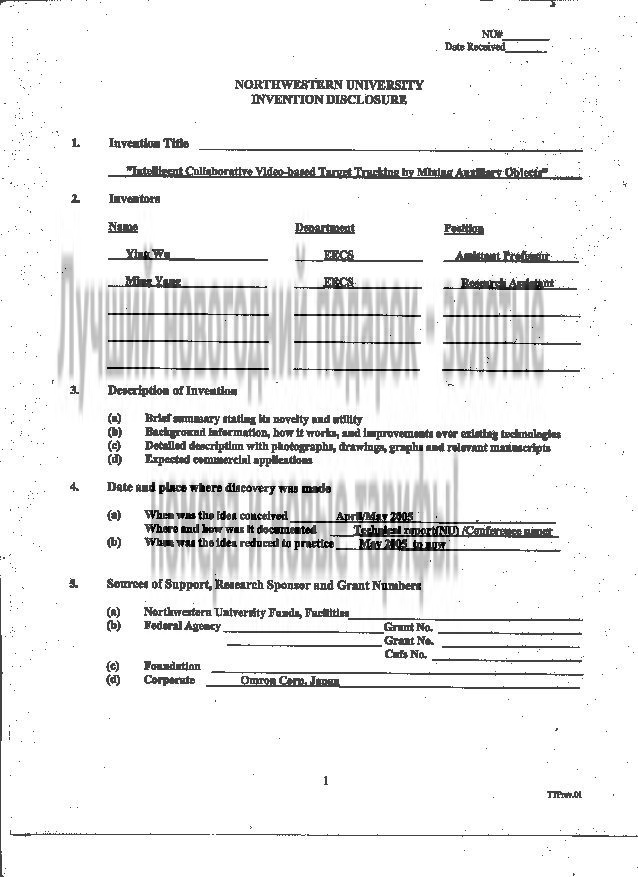 NU#
Date Received
NORTHWESTERN UNIVERSITY
INVENTION DISCLOSURE
1. Invention Title
"Intelligent Collaborative Video-based Target Tracking by Mining Auxiliary Objects"
2. Inventors
Name Department Position
Ying Wu EECS Assistant Professor
Ming Yang EECS Research Assistant
Лучший новогодний подарок - золотые
3. Description of Invention
(a) Brief summary stating its novelty and utility
(b) Background information, how it works, and improvements over existing technologies
(c) Detailed description with photographs, drawings, graphs and relevant manuscripts
(d) Expected commercial applications
4. Date and place where discovery was made
(a) When was the idea conceived April/May 2005
Where and how was it documented Technical report(NU) /Conference paper
(b) When was the idea reduced to practice May 2005 to now
тарифы!
5. Sources of Support, Research Sponsor and Grant Numbers
(a) Northwestern University Funds, Facilities
(b) Federal Agency Grant No.
Grant No.
Cufs No.
(c) Foundation
(d) Corporate Omron Corp. Japan
1
TTPrev.01